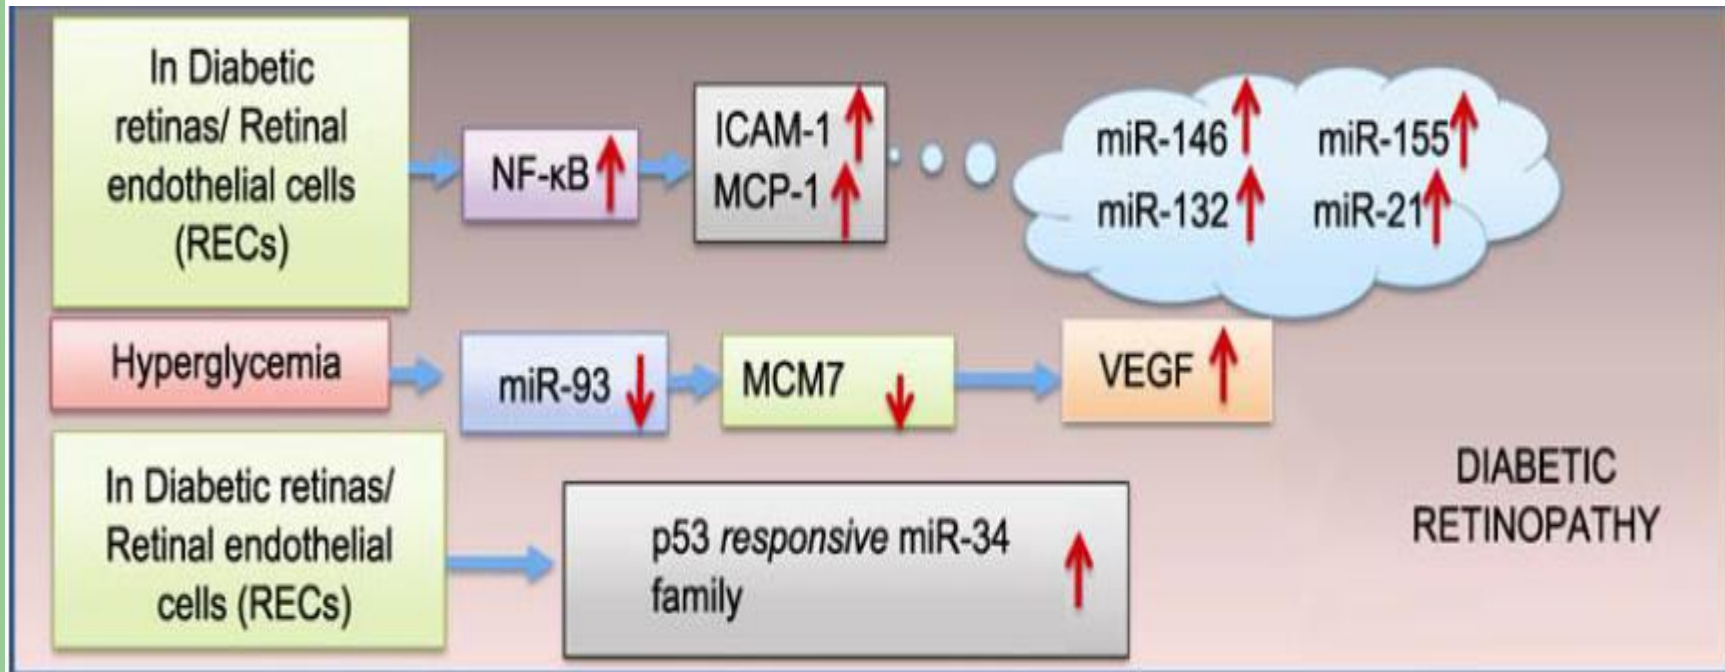 In Diabetic
retinas/ Retinal
endothelial cells
(RECs)
NF-κB
ICAM-1
MCP-1
miR-146
miR-155
miR-132
miR-21
Hyperglycemia
miR-93
MCM7
VEGF
In Diabetic retinas/
Retinal endothelial
cells (RECs)
p53 responsive miR-34
family
DIABETIC
RETINOPATHY